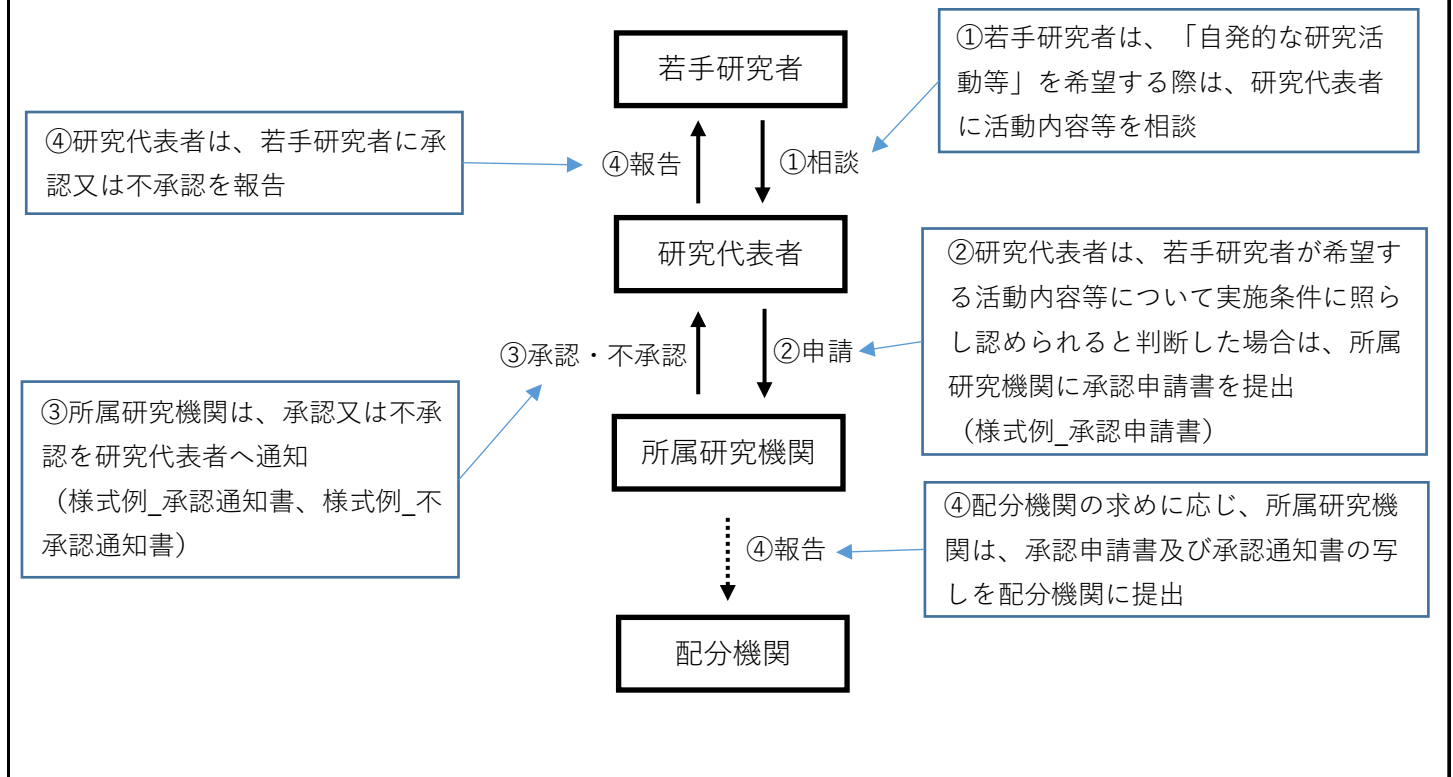 若手研究者
①若手研究者は、「自発的な研究活
動等」を希望する際は、研究代表者
に活動内容等を相談
④研究代表者は、若手研究者に承
認又は不承認を報告
④報告
①相談
研究代表者
②研究代表者は、若手研究者が希望す
る活動内容等について実施条件に照ら
し認められると判断した場合は、所属
研究機関に承認申請書を提出
（様式例_承認申請書）
③承認・不承認
②申請
③所属研究機関は、承認又は不承
認を研究代表者へ通知
（様式例_承認通知書、様式例_不
承認通知書）
所属研究機関
④配分機関の求めに応じ、所属研究機
関は、承認申請書及び承認通知書の写
しを配分機関に提出
④報告
配分機関